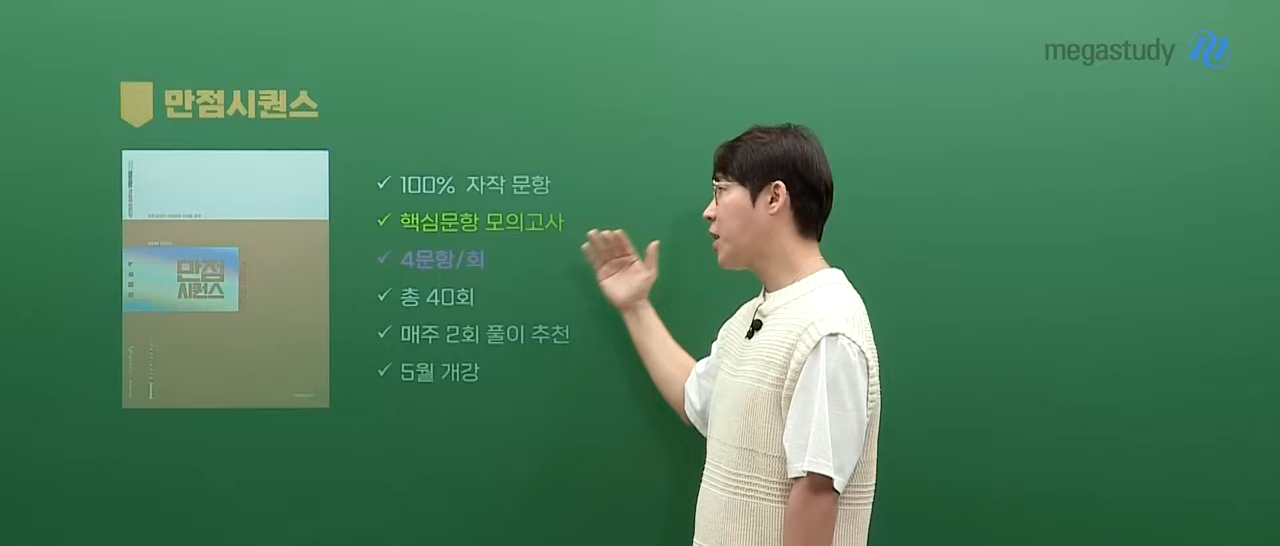 megastudy
만점시퀀스
만점
시퀀스
✓ 100% 자작 문항
✓ 핵심문항 모의고사
✓ 4문항/회
✓ 총 40회
✓ 매주 2회 풀이 추천
✓ 5월 개강